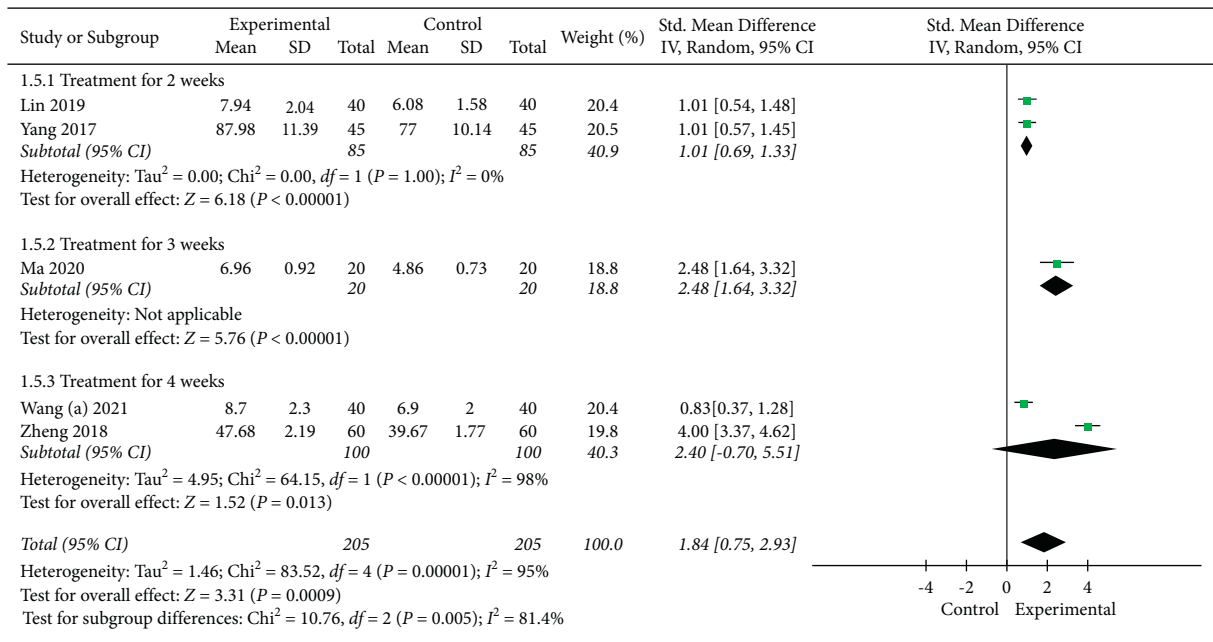 Study or Subgroup Experimental Control Weight (%) Std. Mean Difference Std. Mean Difference
Mean SD Total Mean SD Total IV, Random, 95% CI IV, Random, 95% CI
1.5.1 Treatment for 2 weeks
Lin 2019 7.94 2.04 40 6.08 1.58 40 20.4 1.01 [0.54, 1.48]
Yang 2017 87.98 11.39 45 77 10.14 45 20.5 1.01 [0.57, 1.45]
Subtotal (95% CI) 85 85 40.9 1.01 [0.69, 1.33]
Heterogeneity: Tau² = 0.00; Chi² = 0.00, df = 1 (P = 1.00); I² = 0%
Test for overall effect: Z = 6.18 (P < 0.00001)
1.5.2 Treatment for 3 weeks
Ma 2020 6.96 0.92 20 4.86 0.73 20 18.8 2.48 [1.64, 3.32]
Subtotal (95% CI) 20 20 18.8 2.48 [1.64, 3.32]
Heterogeneity: Not applicable
Test for overall effect: Z = 5.76 (P < 0.00001)
1.5.3 Treatment for 4 weeks
Wang (a) 2021 8.7 2.3 40 6.9 2 40 20.4 0.83[0.37, 1.28]
Zheng 2018 47.68 2.19 60 39.67 1.77 60 19.8 4.00 [3.37, 4.62]
Subtotal (95% CI) 100 100 40.3 2.40 [-0.70, 5.51]
Heterogeneity: Tau² = 4.95; Chi² = 64.15, df = 1 (P < 0.00001); I² = 98%
Test for overall effect: Z = 1.52 (P = 0.013)
Total (95% CI) 205 205 100.0 1.84 [0.75, 2.93]
Heterogeneity: Tau² = 1.46; Chi² = 83.52, df = 4 (P = 0.00001); I² = 95%
Test for overall effect: Z = 3.31 (P = 0.0009)
Test for subgroup differences: Chi² = 10.76, df = 2 (P = 0.005); I² = 81.4%
-4 -2 0 2 4
Control Experimental